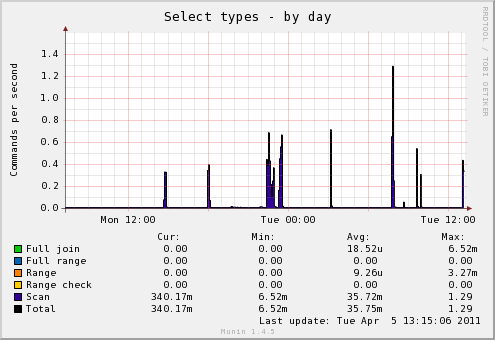 Select types - by day
RRDTOOL / TOBI OETIKER
Commands per second
1.4
1.2
1.0
0.8
0.6
0.4
0.2
0.0
Mon 12:00 Tue 00:00 Tue 12:00
Cur: Min: Avg: Max:
Full join 0.00 0.00 18.52u 6.52m
Full range 0.00 0.00 0.00 0.00
Range 0.00 0.00 9.26u 3.27m
Range check 0.00 0.00 0.00 0.00
Scan 340.17m 6.52m 35.72m 1.29
Total 340.17m 6.52m 35.75m 1.29
Last update: Tue Apr 5 13:15:06 2011
Munin 1.4.5